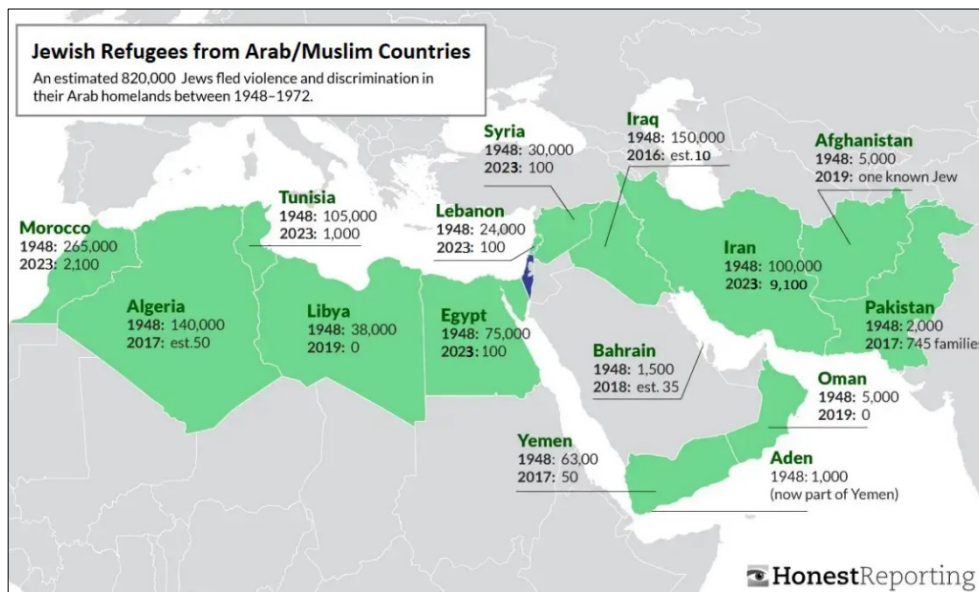 Jewish Refugees from Arab/Muslim Countries
An estimated 820,000 Jews fled violence and discrimination in
their Arab homelands between 1948–1972.
Iraq
1948: 150,000
2016: est.10
Syria
1948: 30,000
2023: 100
Afghanistan
1948: 5,000
2019: one known Jew
Tunisia
1948: 105,000
2023: 1,000
Lebanon
1948: 24,000
2023: 100
Morocco
1948: 265,000
2023: 2,100
Iran
1948: 100,000
2023: 9,100
Algeria
1948: 140,000
2017: est.50
Libya
1948: 38,000
2019: 0
Egypt
1948: 75,000
2023: 100
Pakistan
1948: 2,000
2017: 745 families
Bahrain
1948: 1,500
2018: est. 35
Oman
1948: 5,000
2019: 0
Yemen
1948: 63,00
2017: 50
Aden
1948: 1,000
(now part of Yemen)
HonestReporting